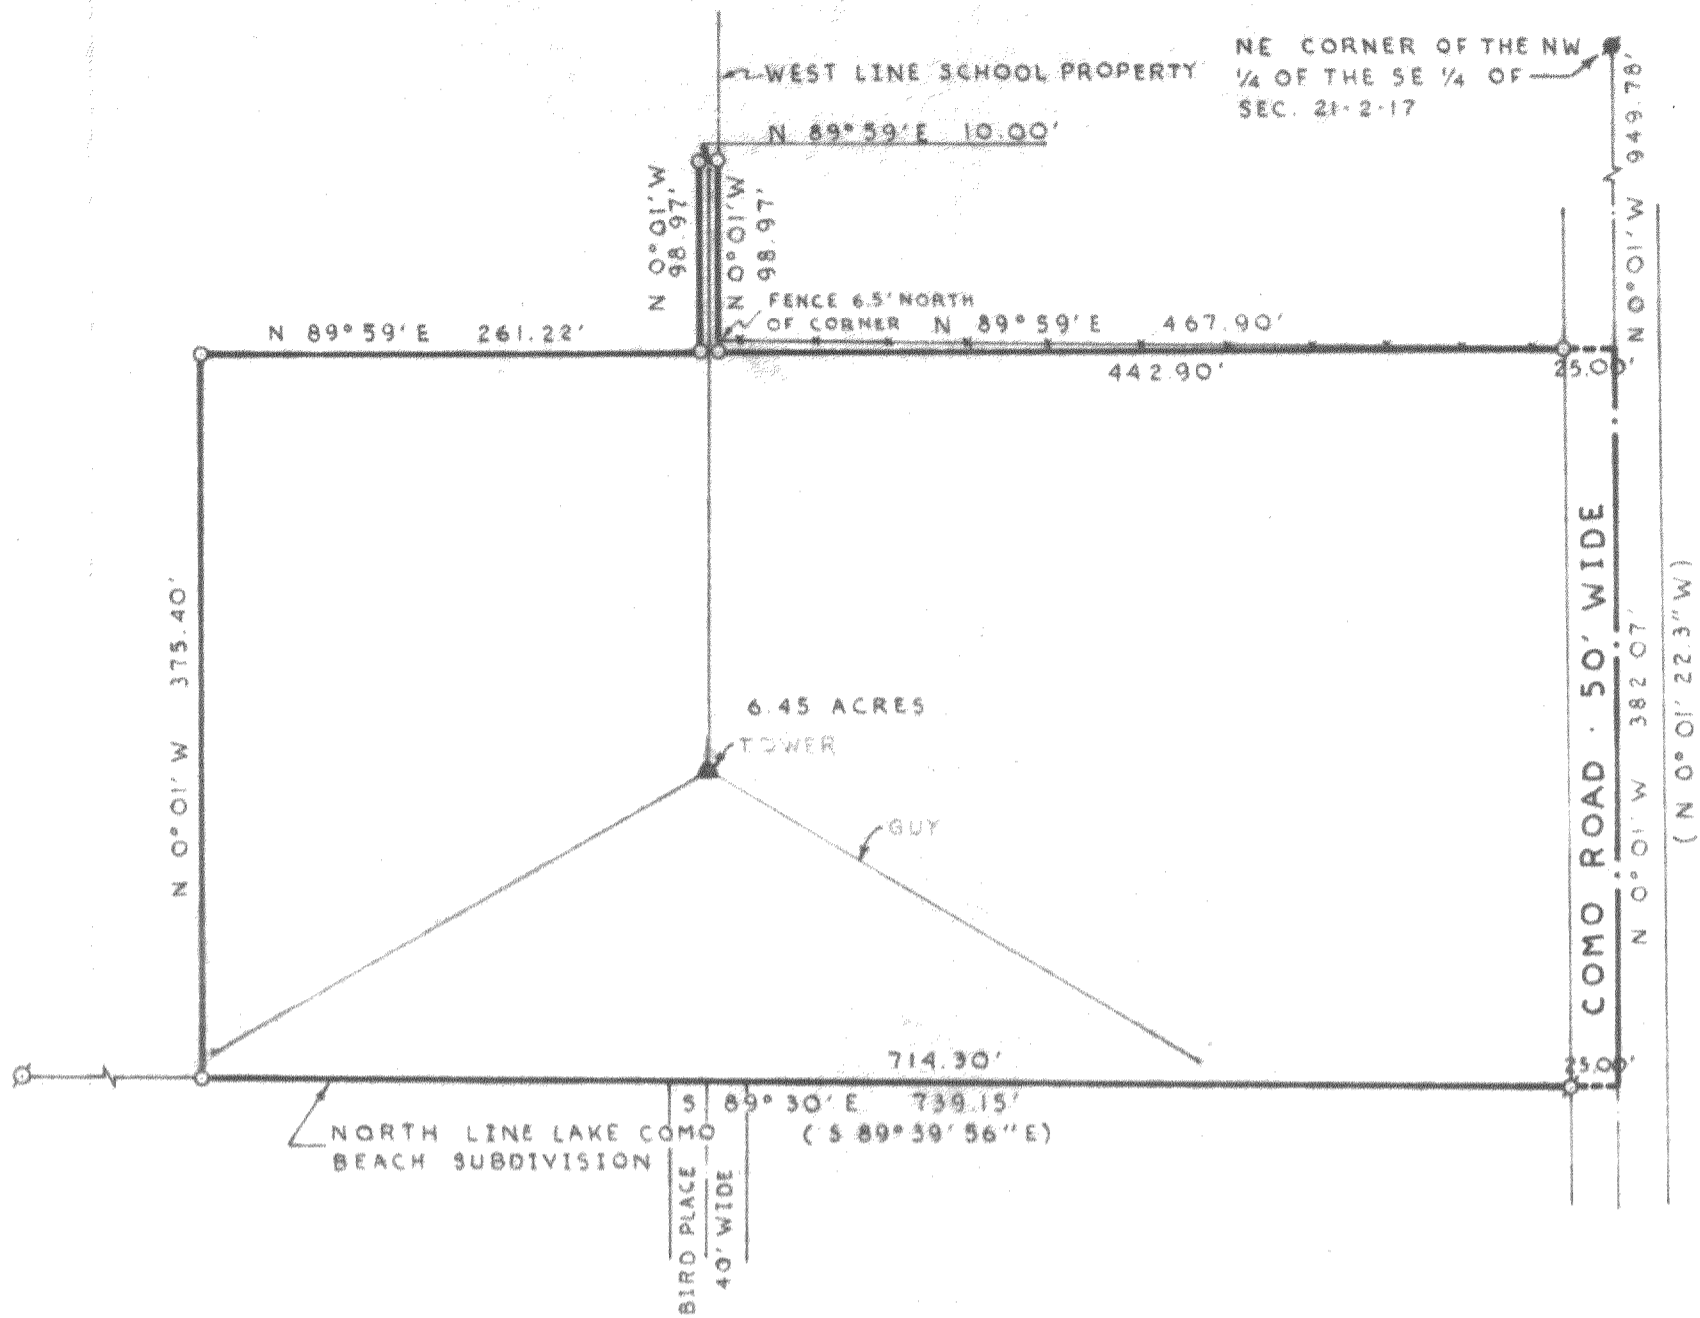 NE CORNER OF THE NW
¼ OF THE SE ¼ OF
SEC. 21-2-17
WEST LINE SCHOOL PROPERTY
N 89° 59' E 10.00'
N 0° 01' W 949.78'
N 0° 01' W
98.97'
N 0° 01' W
98.97'
FENCE 6.5' NORTH
OF CORNER
N 89° 59' E 467.90'
N 89° 59' E 261.22'
442.90'
25.00'
N 0° 01' W 375.40'
6.45 ACRES
TOWER
GUY
COMO ROAD · 50' WIDE
N 0° 01' W 382.07'
(N 0° 01' 22.3" W)
714.30'
25.00'
S 89° 30' E 739.15'
(S 89° 39' 56" E)
NORTH LINE LAKE COMO
BEACH SUBDIVISION
BIRD PLACE
40' WIDE